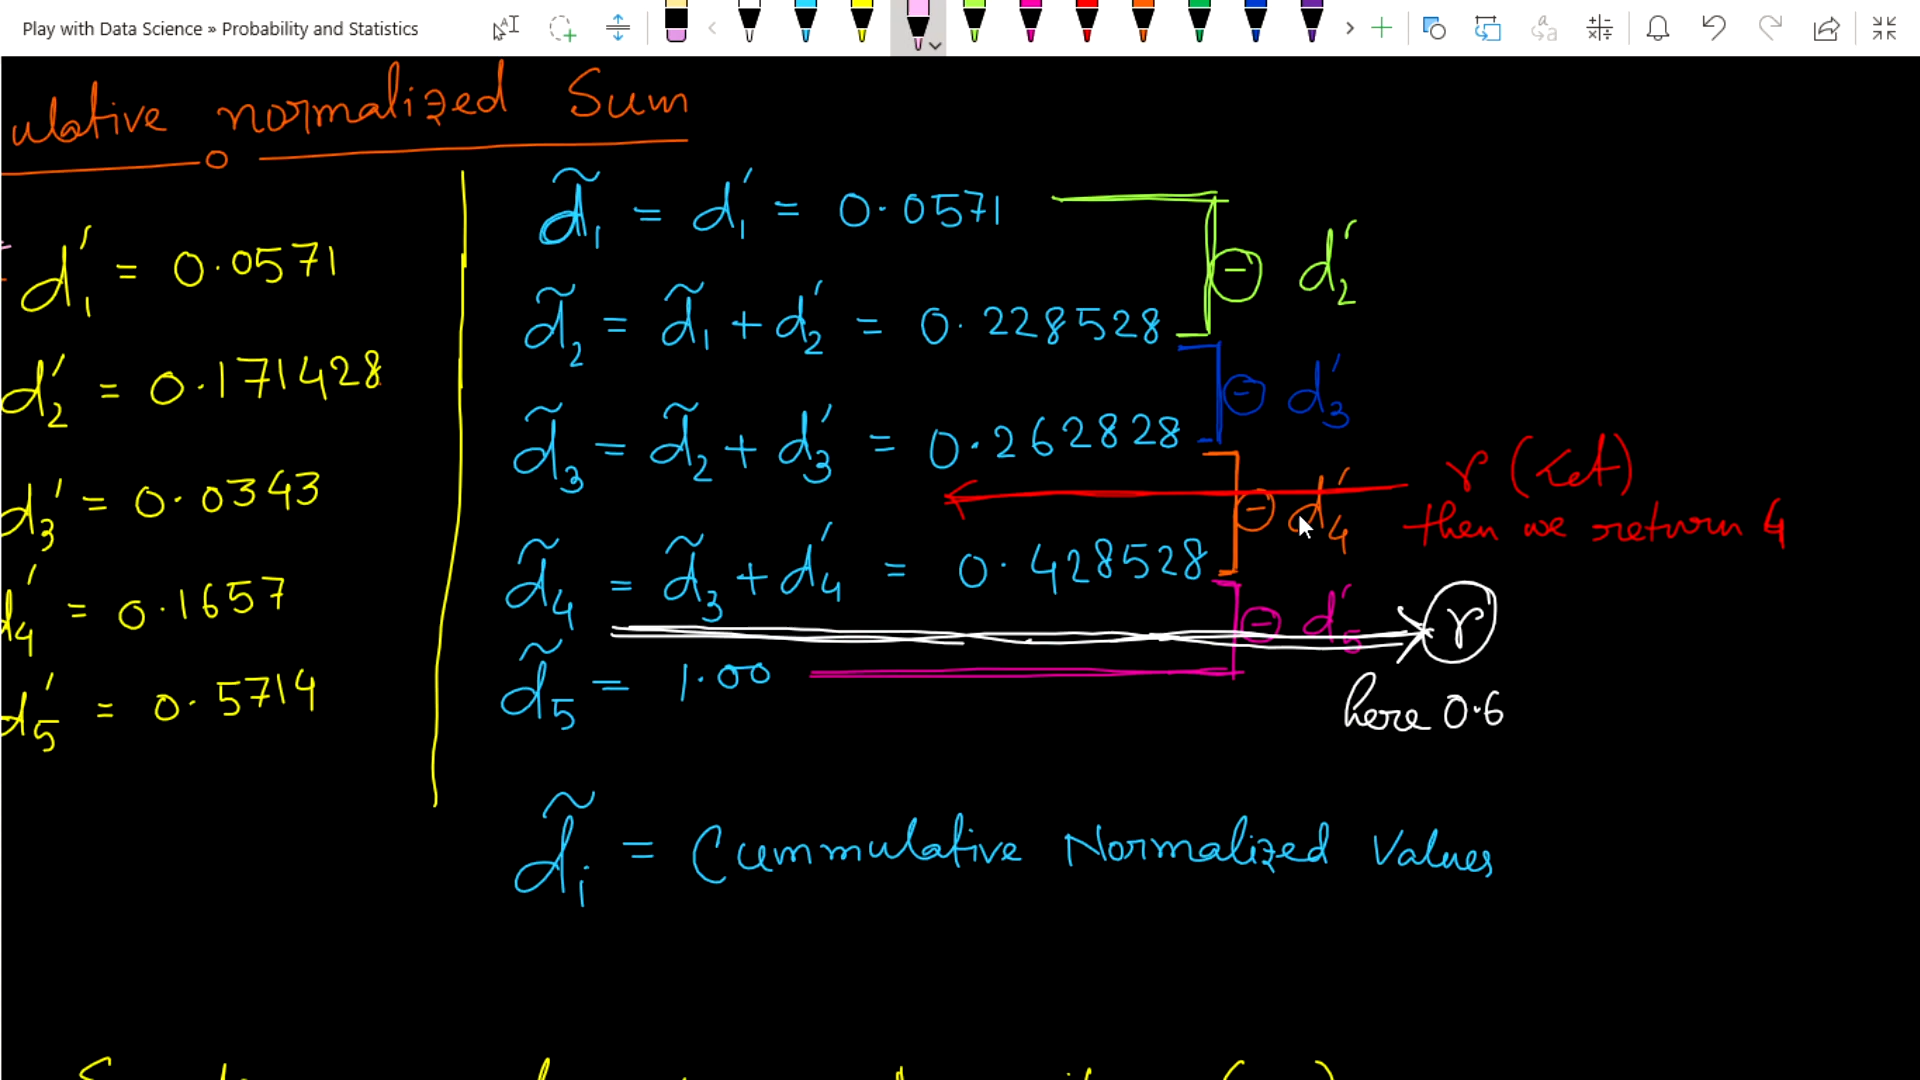 Play with Data Science » Probability and Statistics
ulative normalized Sum
d₁' = 0.0571
d₂' = 0.171428
d₃' = 0.0343
d₄' = 0.1657
d₅' = 0.5714
d̃₁ = d₁' = 0.0571
d̃₂ = d̃₁ + d₂' = 0.228528
d̃₃ = d̃₂ + d₃' = 0.262828
d̃₄ = d̃₃ + d₄' = 0.428528
d̃₅ = 1.00
⊖ d₂'
⊖ d₃'
⊖ d₄'
⊖ d₅'
r (Let)
then we return 4
r
here 0.6
d̃ᵢ = Cummulative Normalized Values